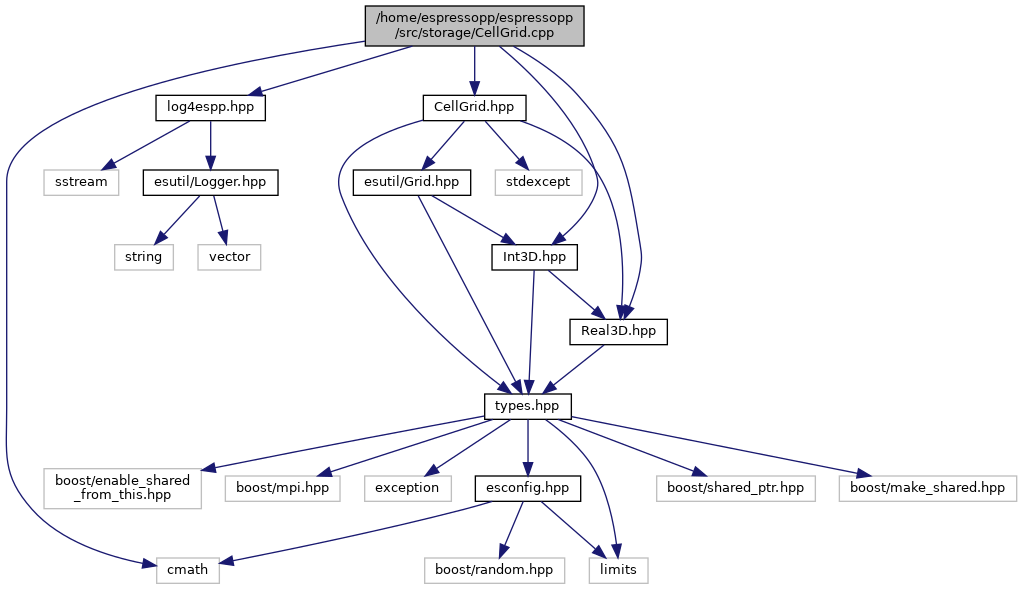 /home/espressopp/espressopp
/src/storage/CellGrid.cpp
log4espp.hpp
CellGrid.hpp
sstream
esutil/Logger.hpp
esutil/Grid.hpp
stdexcept
string
vector
Int3D.hpp
Real3D.hpp
types.hpp
boost/enable_shared
_from_this.hpp
boost/mpi.hpp
exception
esconfig.hpp
boost/shared_ptr.hpp
boost/make_shared.hpp
cmath
boost/random.hpp
limits